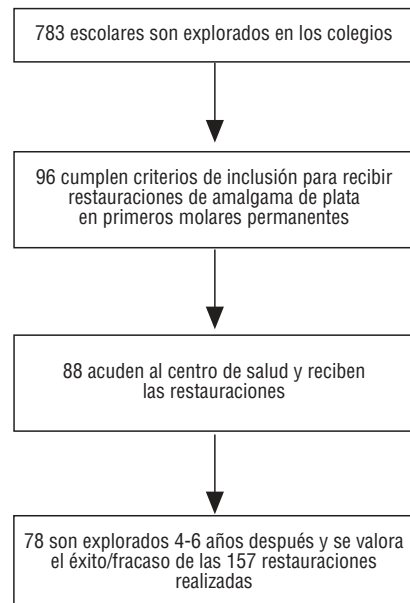 783 escolares son explorados en los colegios
96 cumplen criterios de inclusión para recibir
restauraciones de amalgama de plata
en primeros molares permanentes
88 acuden al centro de salud y reciben
las restauraciones
78 son explorados 4-6 años después y se valora
el éxito/fracaso de las 157 restauraciones
realizadas